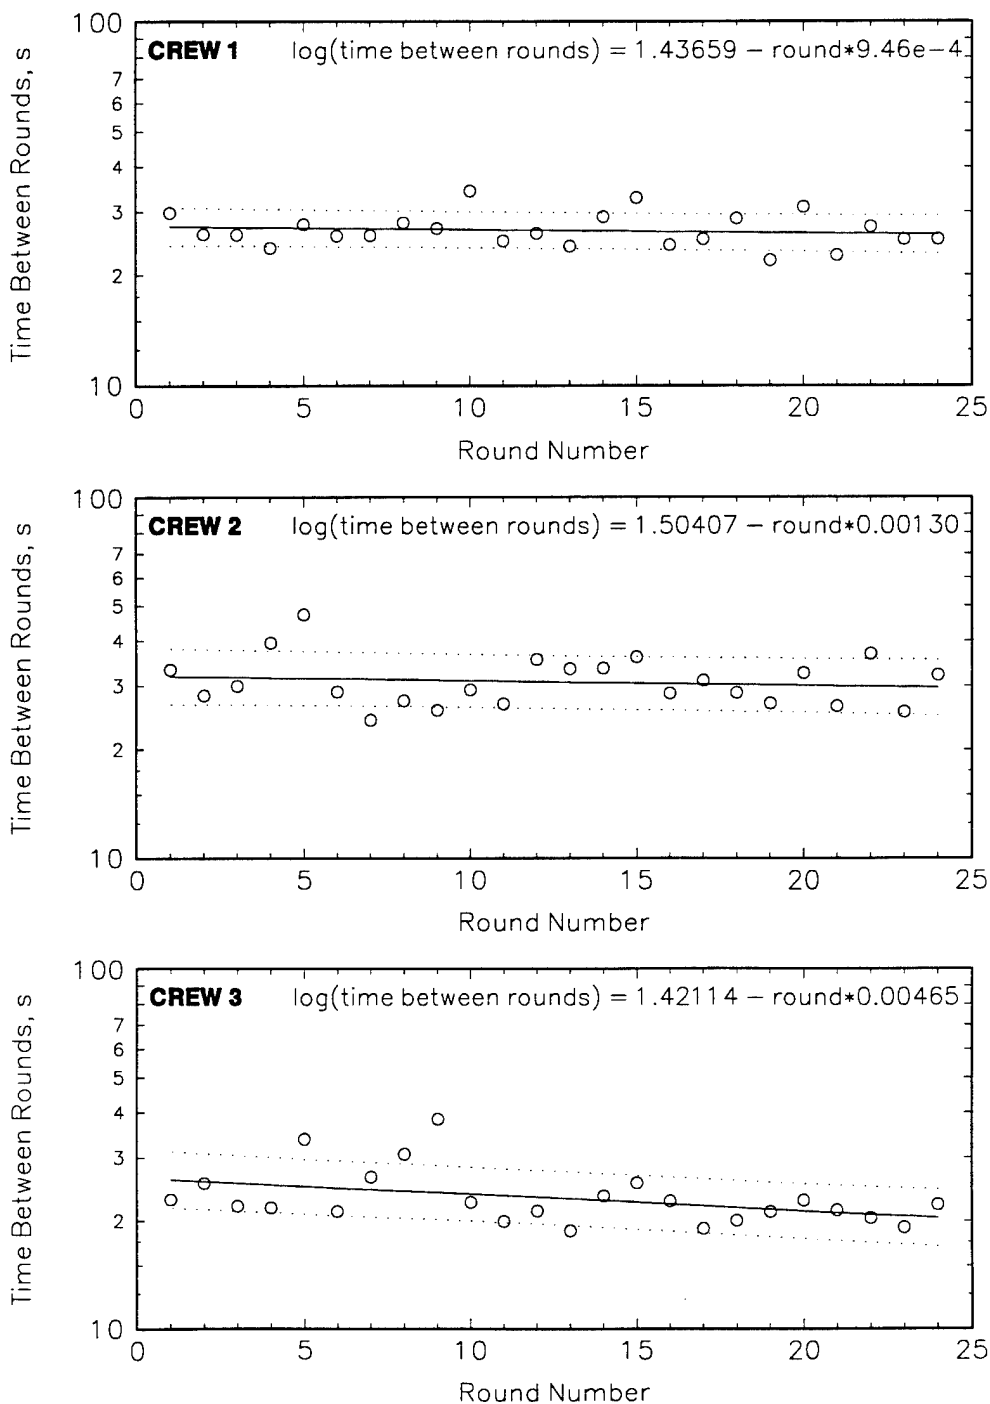 100
CREW 1 log(time between rounds) = 1.43659 − round*9.46e−4
7
6
5
4
3
2
10
0 5 10 15 20 25
Time Between Rounds, s
Round Number
100
CREW 2 log(time between rounds) = 1.50407 − round*0.00130
7
6
5
4
3
2
10
0 5 10 15 20 25
Time Between Rounds, s
Round Number
100
CREW 3 log(time between rounds) = 1.42114 − round*0.00465
7
6
5
4
3
2
10
0 5 10 15 20 25
Time Between Rounds, s
Round Number